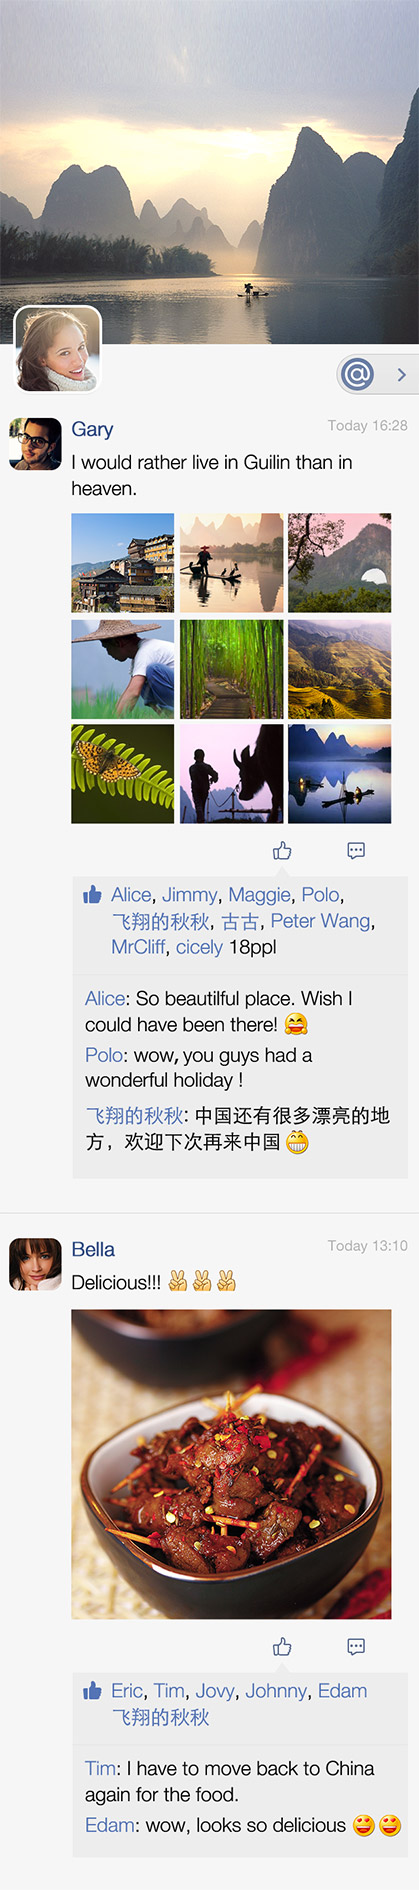 @
Gary
Today 16:28
I would rather live in Guilin than in
heaven.
Alice, Jimmy, Maggie, Polo,
飞翔的秋秋, 古古, Peter Wang,
MrCliff, cicely 18ppl
Alice: So beautilful place. Wish I
could have been there!
Polo: wow, you guys had a
wonderful holiday !
飞翔的秋秋: 中国还有很多漂亮的地
方，欢迎下次再来中国
Bella
Today 13:10
Delicious!!! ✌✌✌
Eric, Tim, Jovy, Johnny, Edam
飞翔的秋秋
Tim: I have to move back to China
again for the food.
Edam: wow, looks so delicious